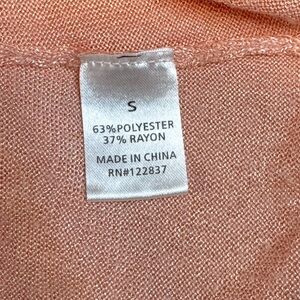 S
63%POLYESTER
37% RAYON
MADE IN CHINA
RN#122837